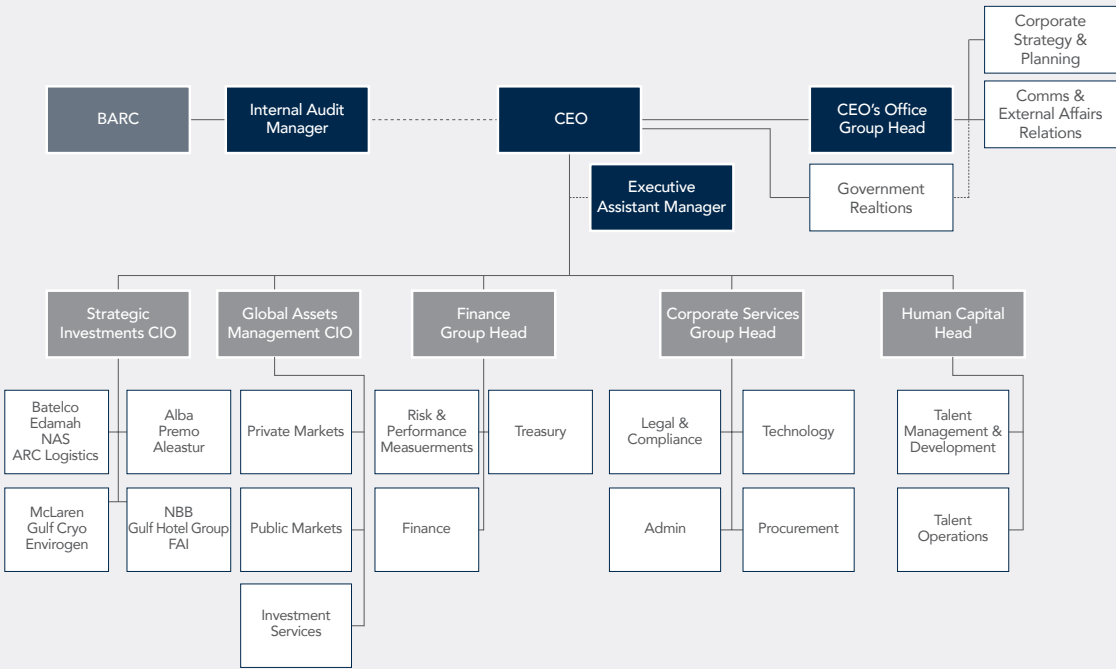 Corporate
Strategy &
Planning
BARC
Internal Audit
Manager
CEO
CEO’s Office
Group Head
Comms &
External Affairs
Relations
Executive
Assistant Manager
Government
Realtions
Strategic
Investments CIO
Global Assets
Management CIO
Finance
Group Head
Corporate Services
Group Head
Human Capital
Head
Batelco
Edamah
NAS
ARC Logistics
Alba
Premo
Aleastur
Private Markets
Risk &
Performance
Measuerments
Treasury
Legal &
Compliance
Technology
Talent
Management &
Development
McLaren
Gulf Cryo
Envirogen
NBB
Gulf Hotel Group
FAI
Public Markets
Finance
Admin
Procurement
Talent
Operations
Investment
Services